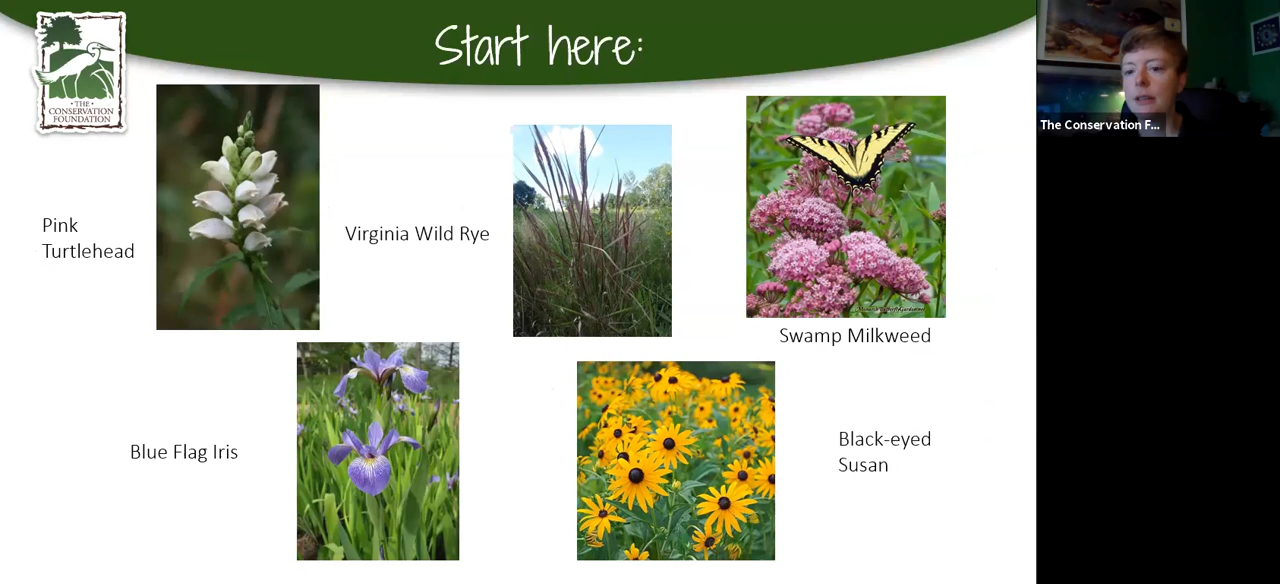 Start here:
• THE •
CONSERVATION
FOUNDATION
The Conservation F...
Pink
Turtlehead
Virginia Wild Rye
Swamp Milkweed
Blue Flag Iris
Black-eyed
Susan